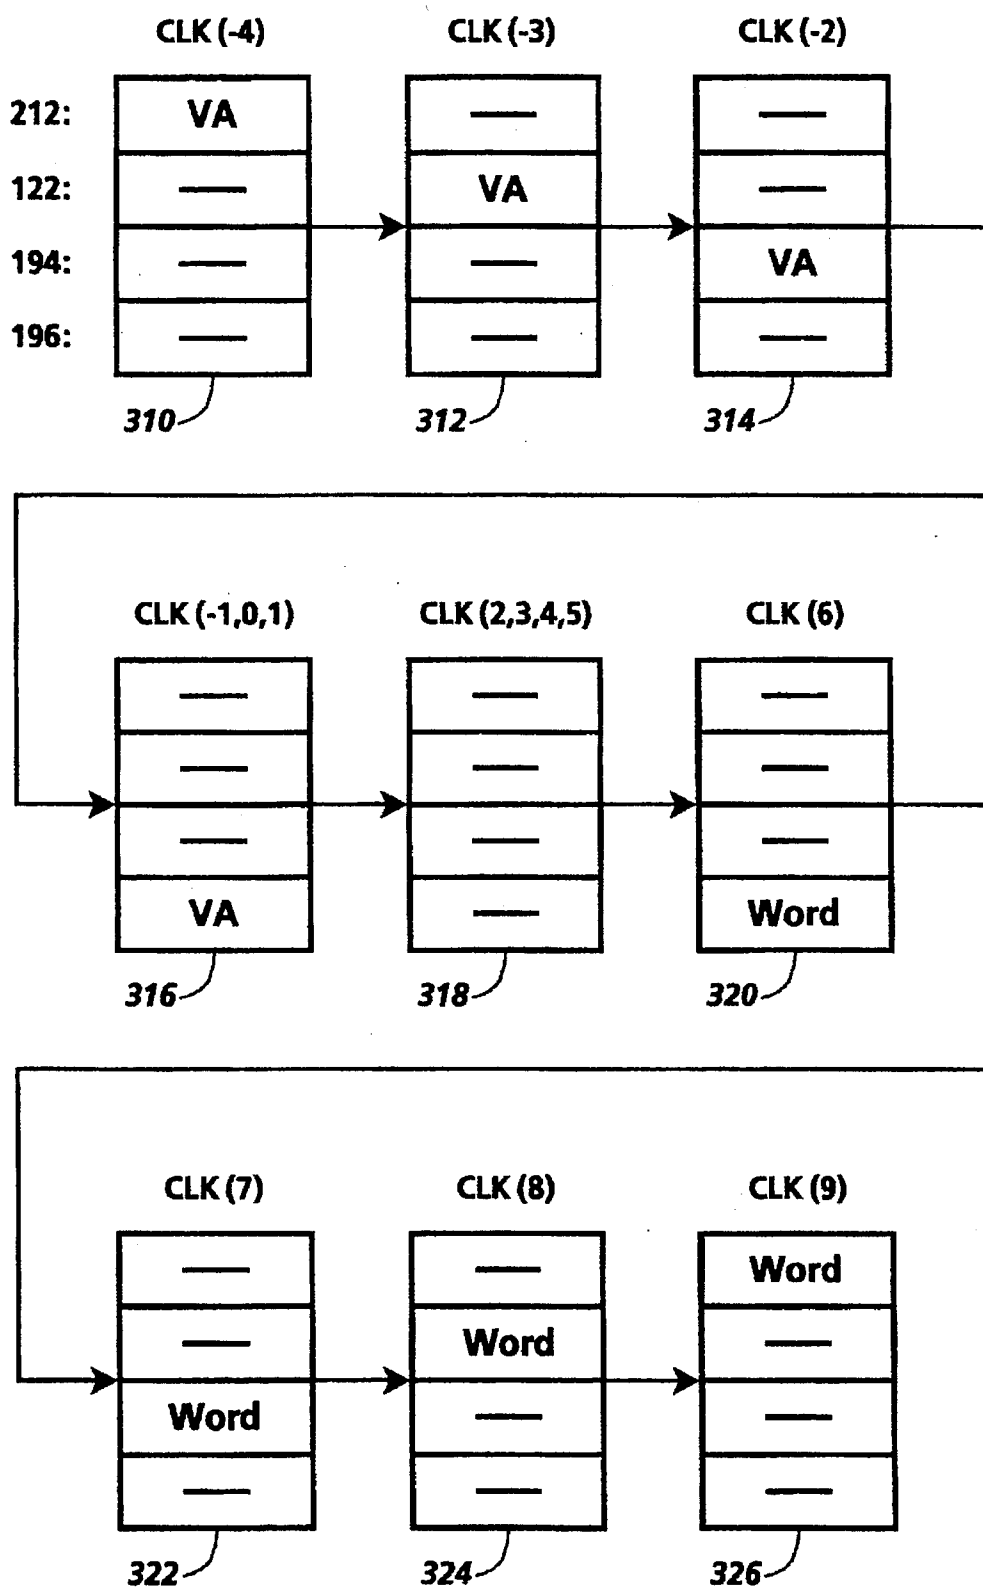 CLK (-4) CLK (-3) CLK (-2)
212: VA — —
122: — VA —
194: — — VA
196: — — —
310 312 314
CLK (-1,0,1) CLK (2,3,4,5) CLK (6)
— — —
— — —
— — —
VA — Word
316 318 320
CLK (7) CLK (8) CLK (9)
— — Word
— Word —
Word — —
— — —
322 324 326